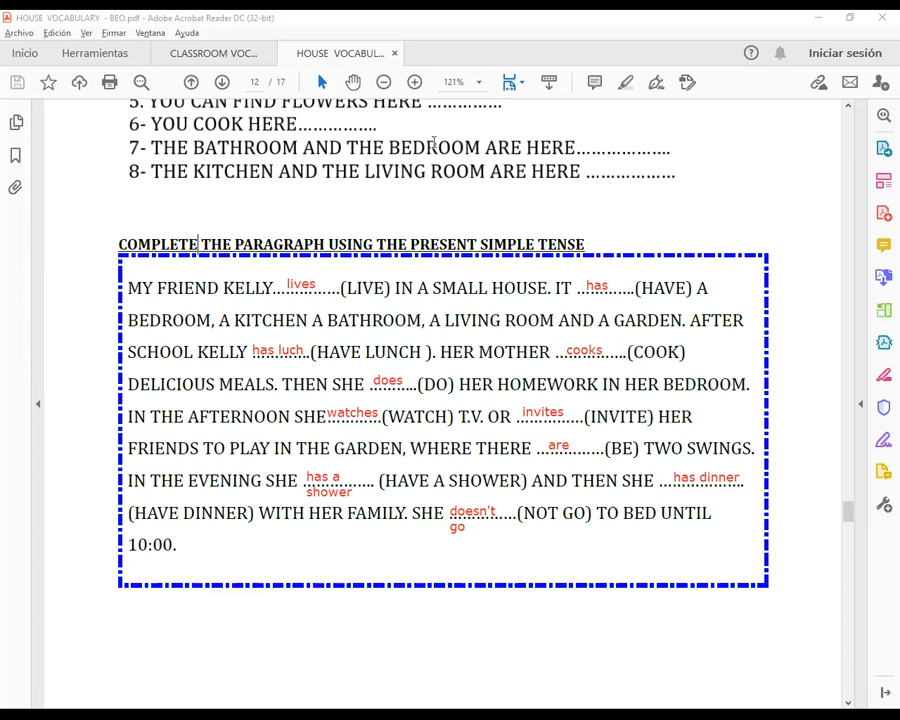 HOUSE VOCABULARY - BEO.pdf - Adobe Acrobat Reader DC (32-bit)
Archivo Edición Ver Firmar Ventana Ayuda
Inicio Herramientas CLASSROOM VOC... HOUSE VOCABUL... × Iniciar sesión
12 / 17 121%
5. YOU CAN FIND FLOWERS HERE ……………
6- YOU COOK HERE…………….
7- THE BATHROOM AND THE BEDROOM ARE HERE……………….
8- THE KITCHEN AND THE LIVING ROOM ARE HERE ………………
COMPLETE THE PARAGRAPH USING THE PRESENT SIMPLE TENSE
MY FRIEND KELLY…lives……(LIVE) IN A SMALL HOUSE. IT …has……(HAVE) A
BEDROOM, A KITCHEN A BATHROOM, A LIVING ROOM AND A GARDEN. AFTER
SCHOOL KELLY has luch..(HAVE LUNCH ). HER MOTHER …cooks…..(COOK)
DELICIOUS MEALS. THEN SHE does…..(DO) HER HOMEWORK IN HER BEDROOM.
IN THE AFTERNOON SHE watches.(WATCH) T.V. OR invites……(INVITE) HER
FRIENDS TO PLAY IN THE GARDEN, WHERE THERE …are………(BE) TWO SWINGS.
IN THE EVENING SHE has a shower…. (HAVE A SHOWER) AND THEN SHE …has dinner.
(HAVE DINNER) WITH HER FAMILY. SHE doesn't go…..(NOT GO) TO BED UNTIL
10:00.